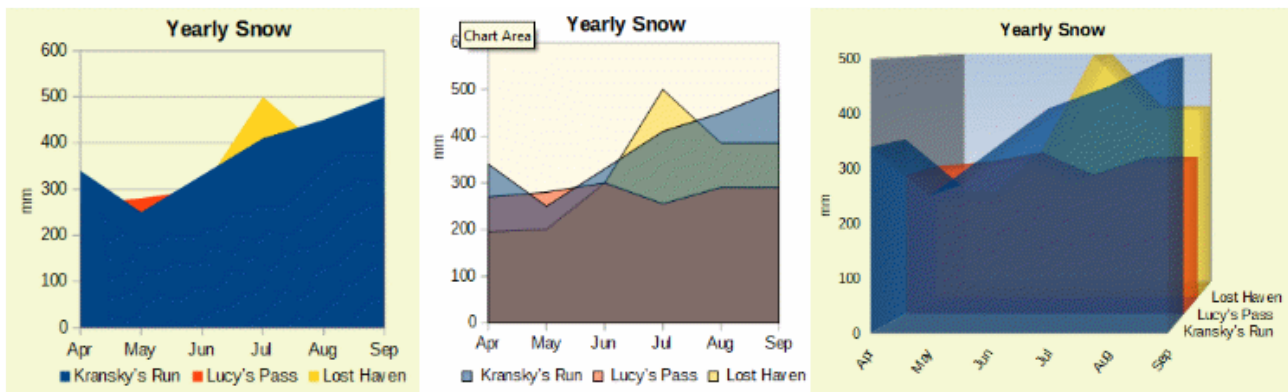 Yearly Snow
600
500
400
300
200
100
0
mm
Apr May Jun Jul Aug Sep
Kransky's Run Lucy's Pass Lost Haven
Yearly Snow
Chart Area
500
400
300
200
100
0
mm
Apr May Jun Jul Aug Sep
Kransky's Run Lucy's Pass Lost Haven
Yearly Snow
500
400
300
200
100
0
mm
Apr May Jun Jul Aug Sep
Lost Haven
Lucy's Pass
Kransky's Run